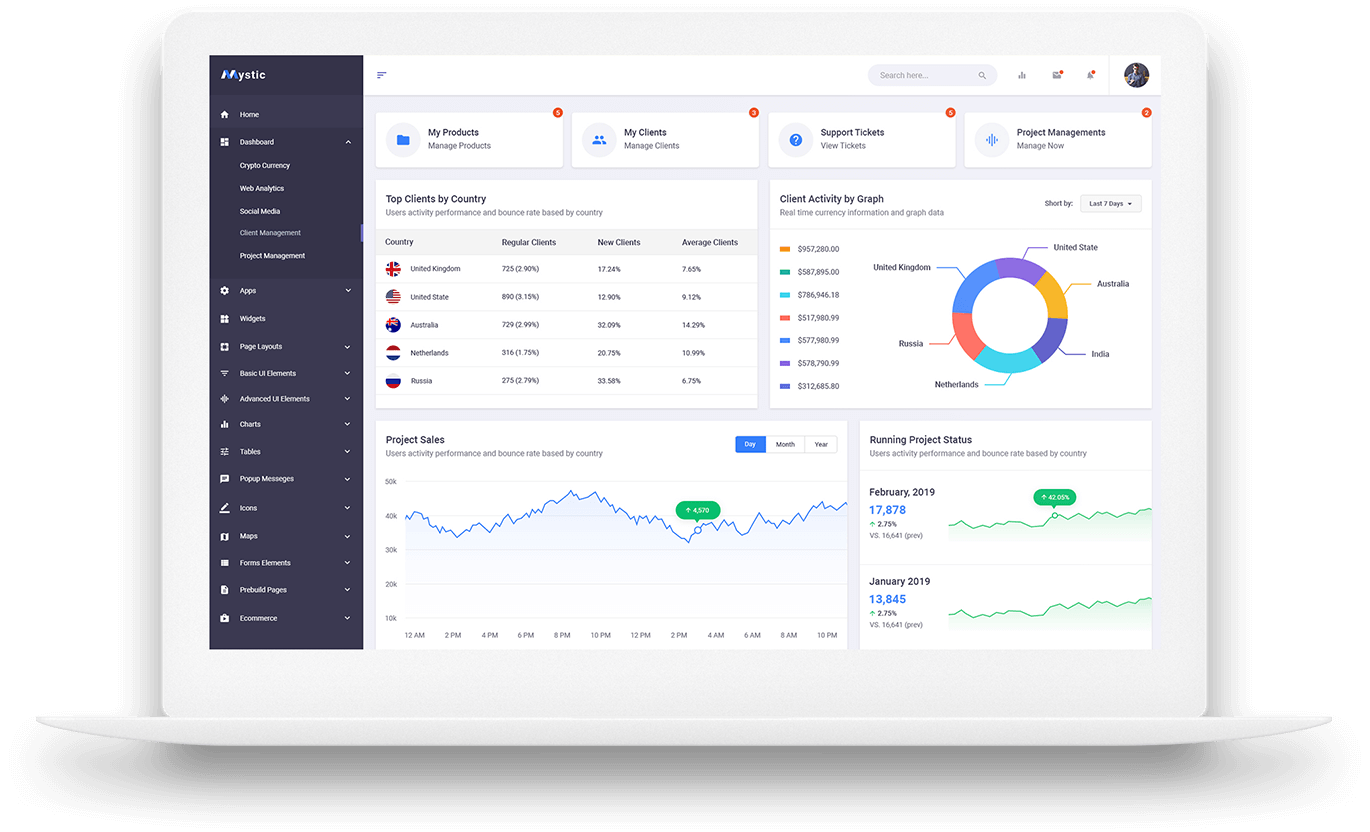 Mystic
Search here...
Home
Dashboard
Crypto Currency
Web Analytics
Social Media
Client Management
Project Management
Apps
Widgets
Page Layouts
Basic UI Elements
Advanced UI Elements
Charts
Tables
Popup Messeges
Icons
Maps
Forms Elements
Prebuild Pages
Ecommerce
5
My Products
Manage Products
3
My Clients
Manage Clients
5
Support Tickets
View Tickets
2
Project Managements
Manage Now
Top Clients by Country
Users activity performance and bounce rate based by country
Country Regular Clients New Clients Average Clients
United Kingdom 725 (2.90%) 17.24% 7.65%
United State 890 (3.15%) 12.90% 9.12%
Australia 729 (2.99%) 32.09% 14.29%
Netherlands 316 (1.75%) 20.75% 10.99%
Russia 275 (2.79%) 33.58% 6.75%
Client Activity by Graph
Real time currency information and graph data
Short by: Last 7 Days
$957,280.00
$587,895.00
$786,946.18
$517,980.99
$577,980.99
$578,790.99
$312,685.80
United State
United Kingdom
Australia
Russia
India
Netherlands
Project Sales
Users activity performance and bounce rate based by country
Day Month Year
50k
40k
30k
20k
10k
4,570
12 AM 2 PM 4 PM 6 PM 8 PM 10 PM 12 PM 2 PM 4 AM 6 AM 8 AM 10 PM
Running Project Status
Users activity performance and bounce rate based by country
February, 2019
17,878
2.75%
VS. 16,641 (prev)
42.05%
January 2019
13,845
2.75%
VS. 16,641 (prev)